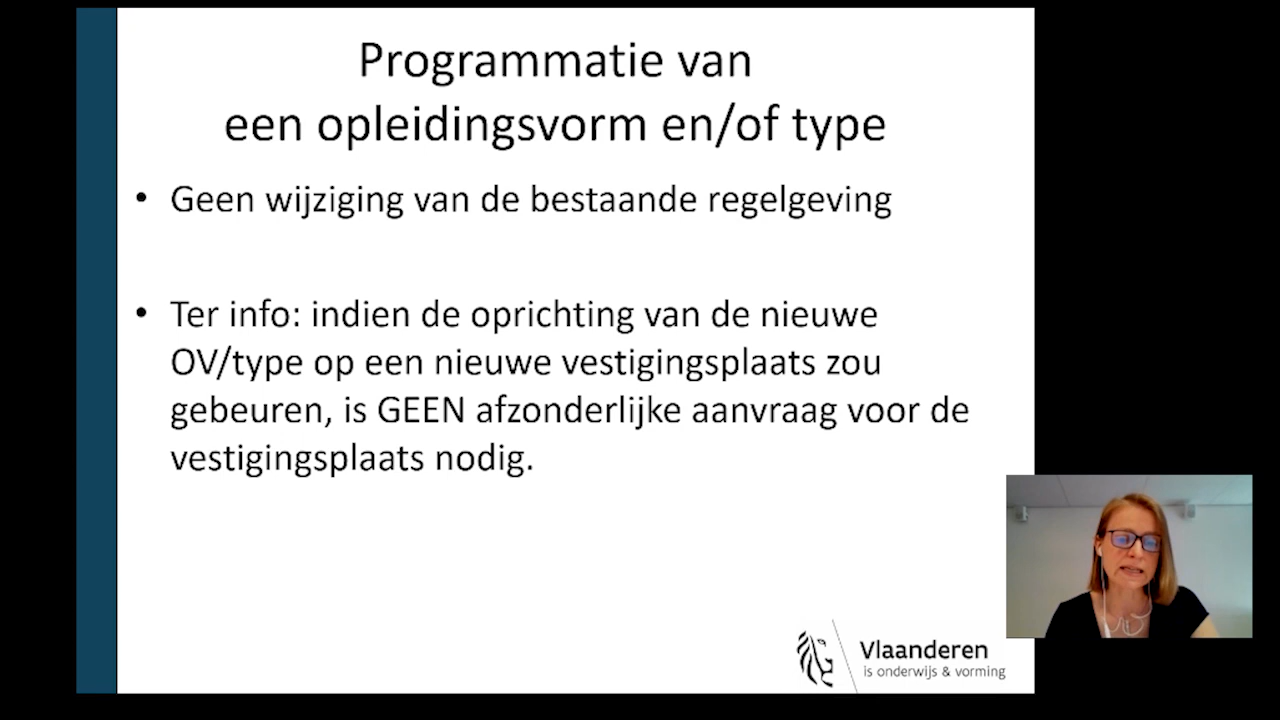 Programmatie van
een opleidingsvorm en/of type
• Geen wijziging van de bestaande regelgeving
• Ter info: indien de oprichting van de nieuwe
OV/type op een nieuwe vestigingsplaats zou
gebeuren, is GEEN afzonderlijke aanvraag voor de
vestigingsplaats nodig.
Vlaanderen
is onderwijs & vorming